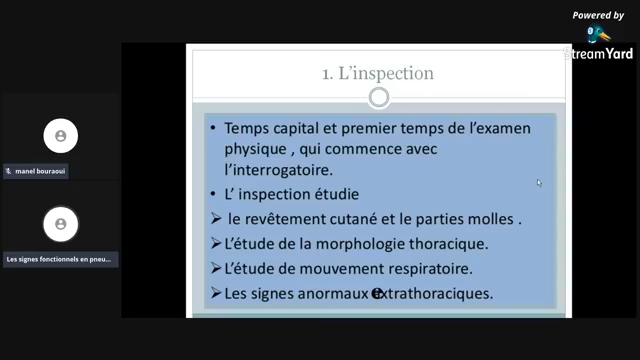 Powered by
StreamYard
1. L'inspection
• Temps capital et premier temps de l'examen
physique , qui commence avec
l'interrogatoire.
• L' inspection étudie
➢ le revêtement cutané et le parties molles .
➢ L'étude de la morphologie thoracique.
➢ L'étude de mouvement respiratoire.
➢ Les signes anormaux extrathoraciques.
manel bouraoui
Les signes fonctionnels en pneu...